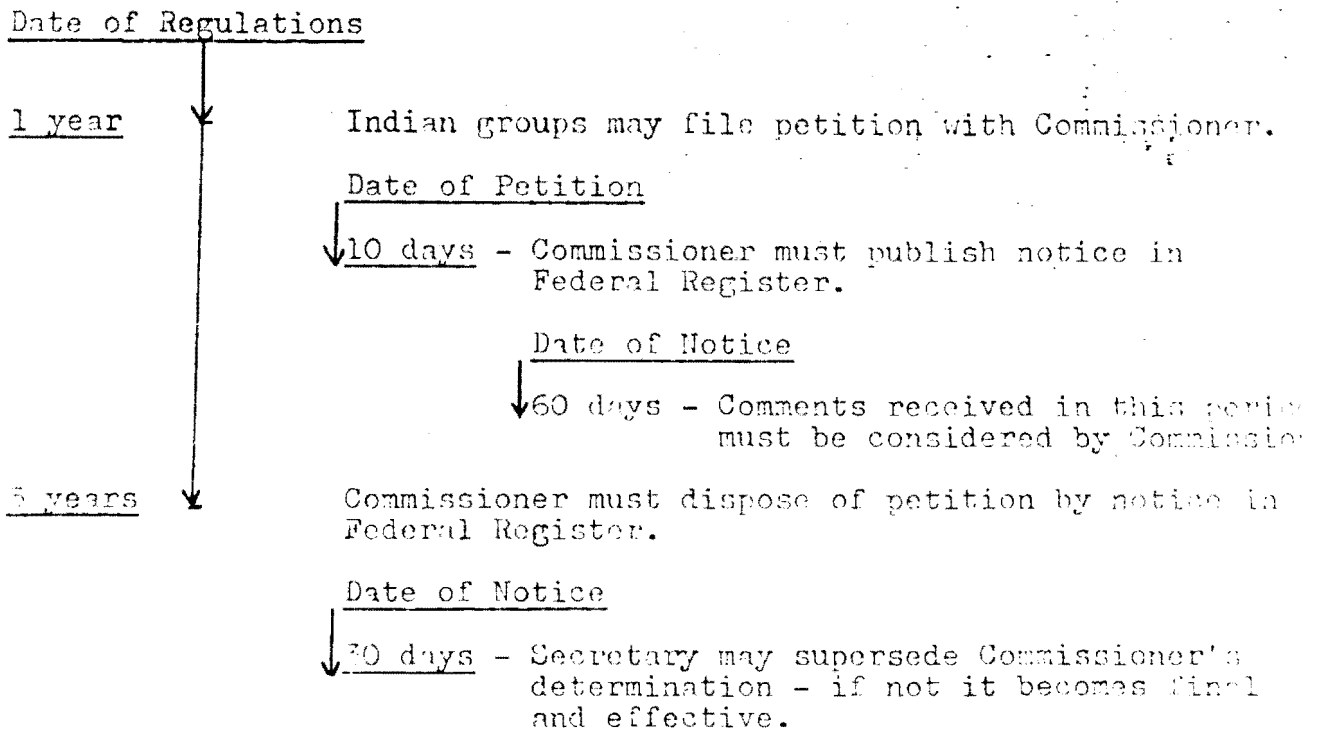 Date of Regulations
1 year Indian groups may file petition with Commissioner.
Date of Petition
10 days - Commissioner must publish notice in
Federal Register.
Date of Notice
60 days - Comments received in this
must be considered by
years Commissioner must dispose of petition by notice in
Federal Register.
Date of Notice
days - Secretary may supersede Commissioner's
determination - if not it becomes final
and effective.